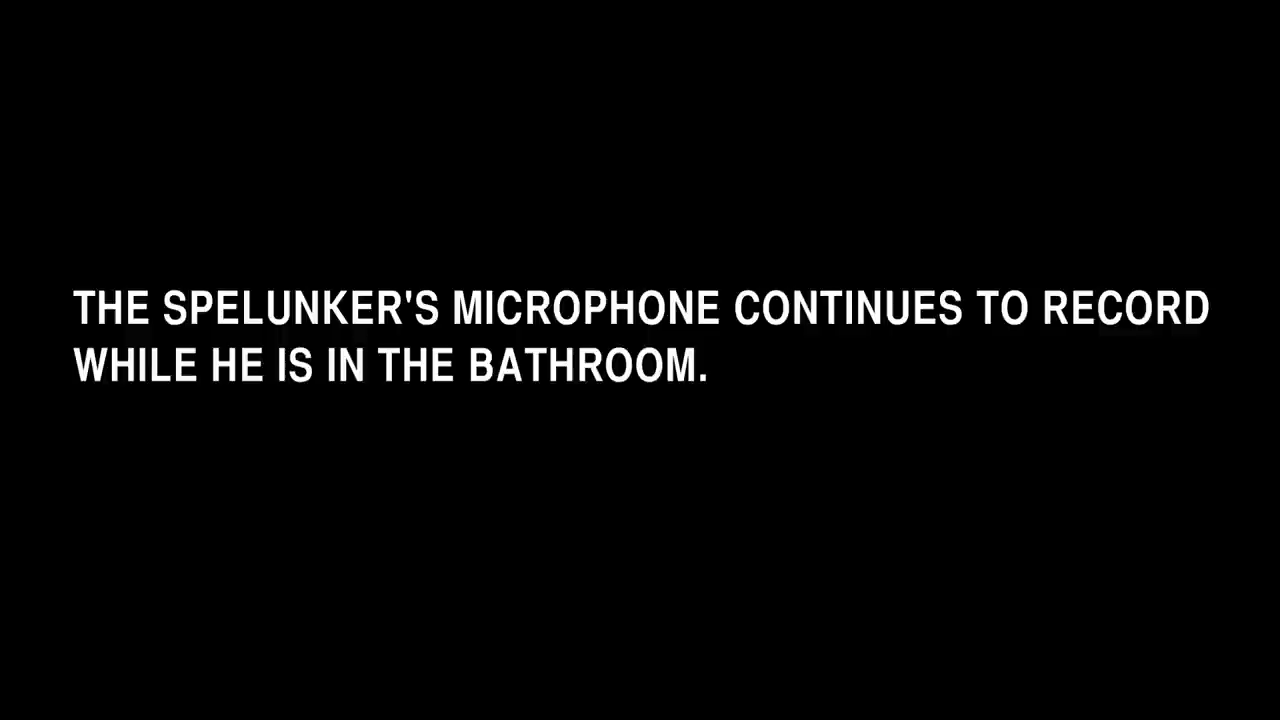 THE SPELUNKER'S MICROPHONE CONTINUES TO RECORD
WHILE HE IS IN THE BATHROOM.